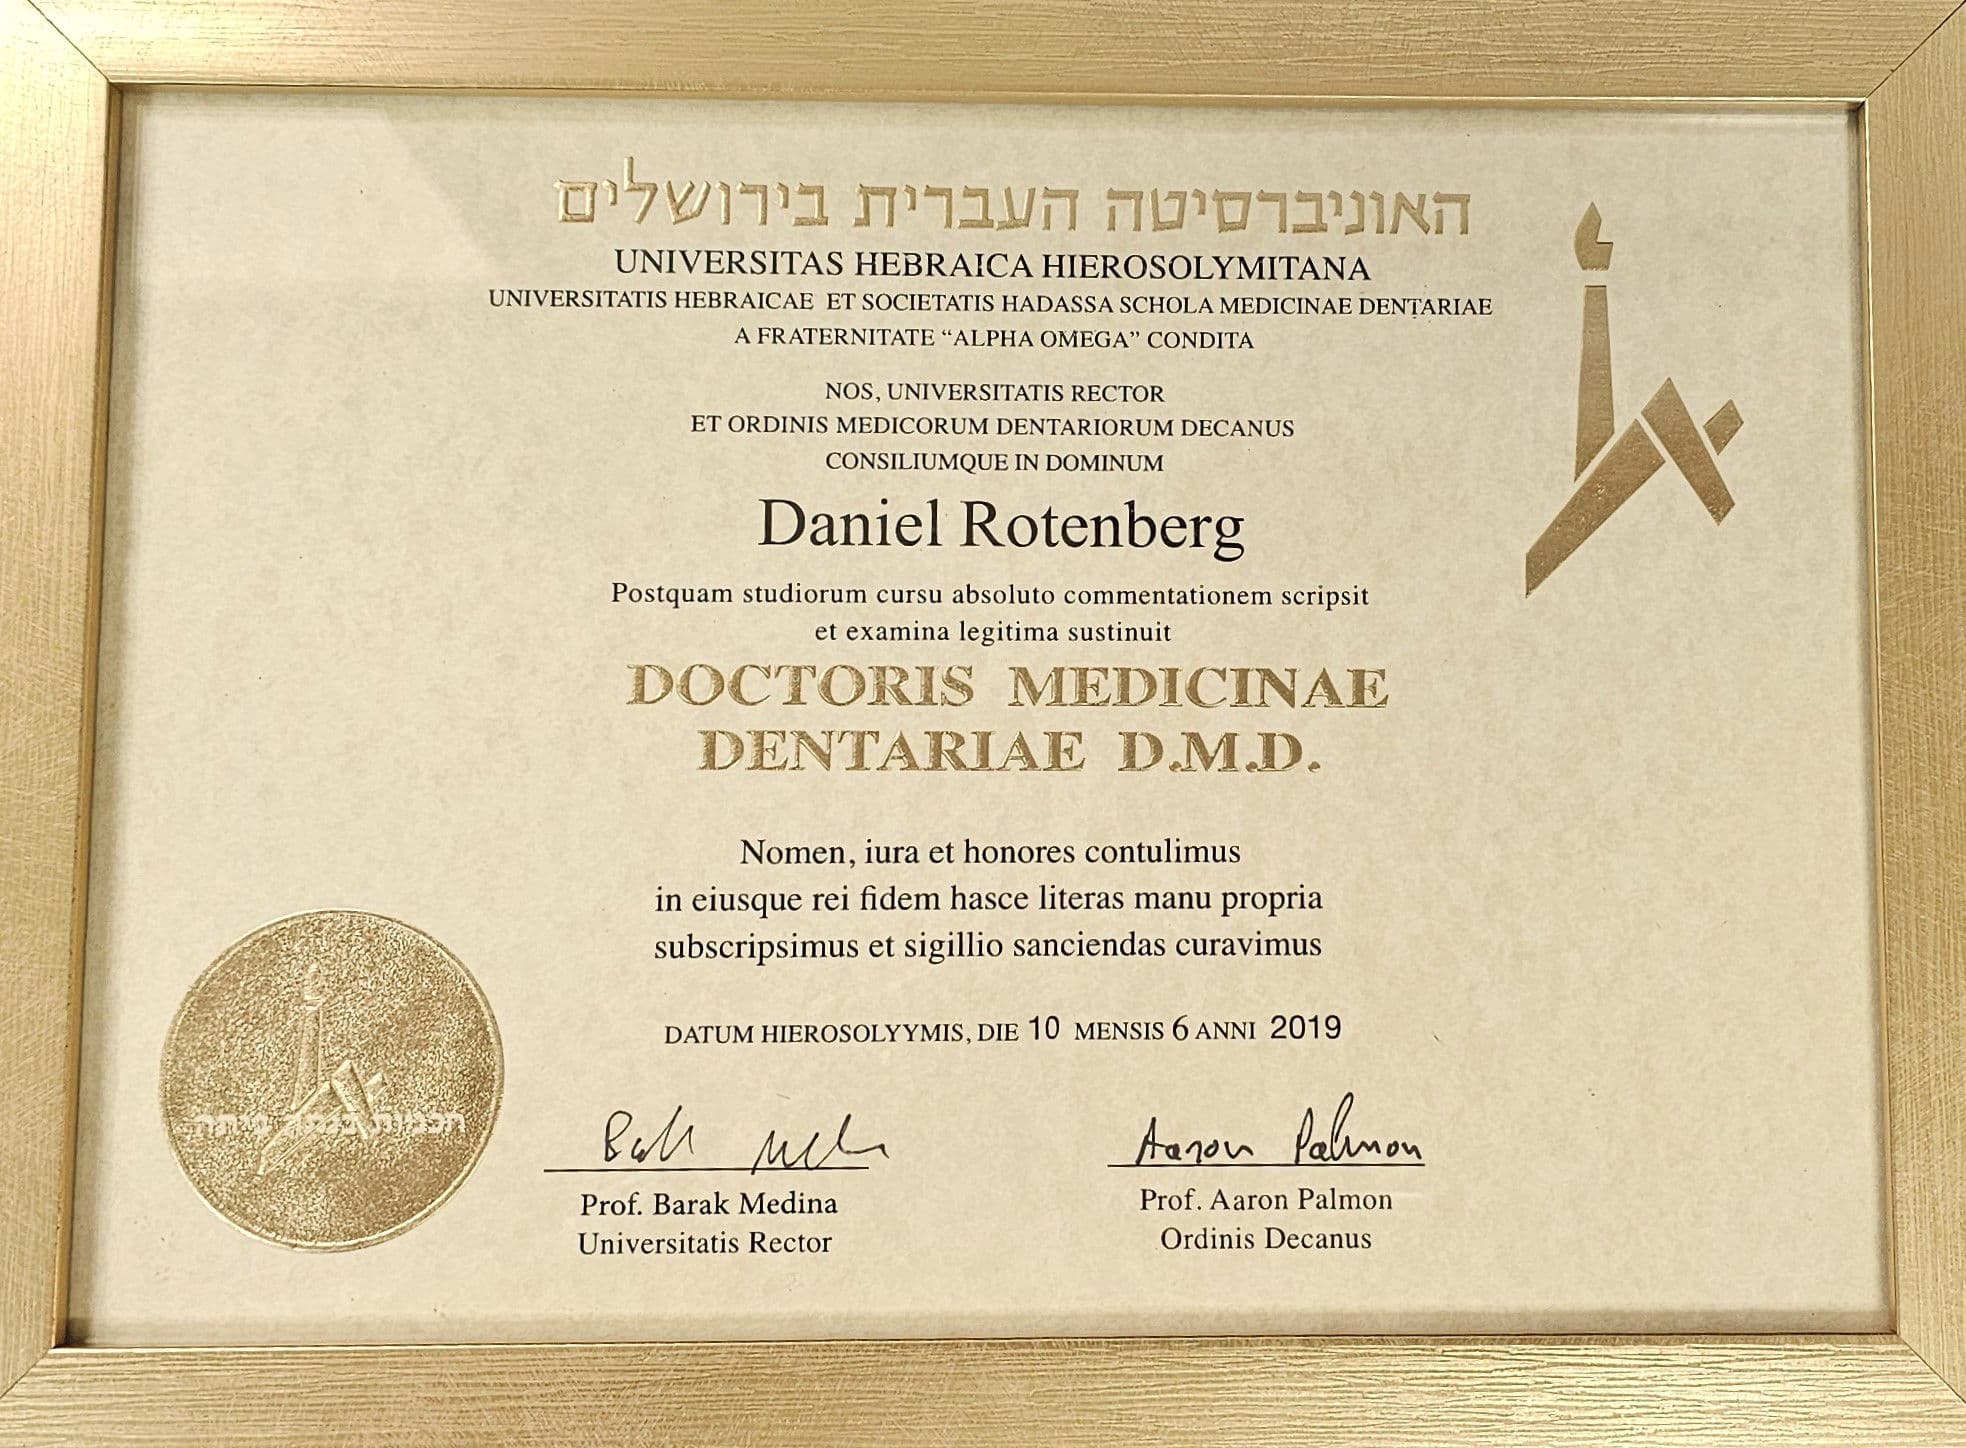 האוניברסיטה העברית בירושלים
UNIVERSITAS HEBRAICA HIEROSOLYMITANA
UNIVERSITATIS HEBRAICAE ET SOCIETATIS HADASSA SCHOLA MEDICINAE DENTARIAE
A FRATERNITATE “ALPHA OMEGA” CONDITA
NOS, UNIVERSITATIS RECTOR
ET ORDINIS MEDICORUM DENTARIORUM DECANUS
CONSILIUMQUE IN DOMINUM
Daniel Rotenberg
Postquam studiorum cursu absoluto commentationem scripsit
et examina legitima sustinuit
DOCTORIS MEDICINAE
DENTARIAE D.M.D.
Nomen, iura et honores contulimus
in eiusque rei fidem hasce literas manu propria
subscripsimus et sigillio sanciendas curavimus
DATUM HIEROSOLYYMIS, DIE 10 MENSIS 6 ANNI 2019
Aaron Palmon
Prof. Barak Medina
Universitatis Rector
Prof. Aaron Palmon
Ordinis Decanus